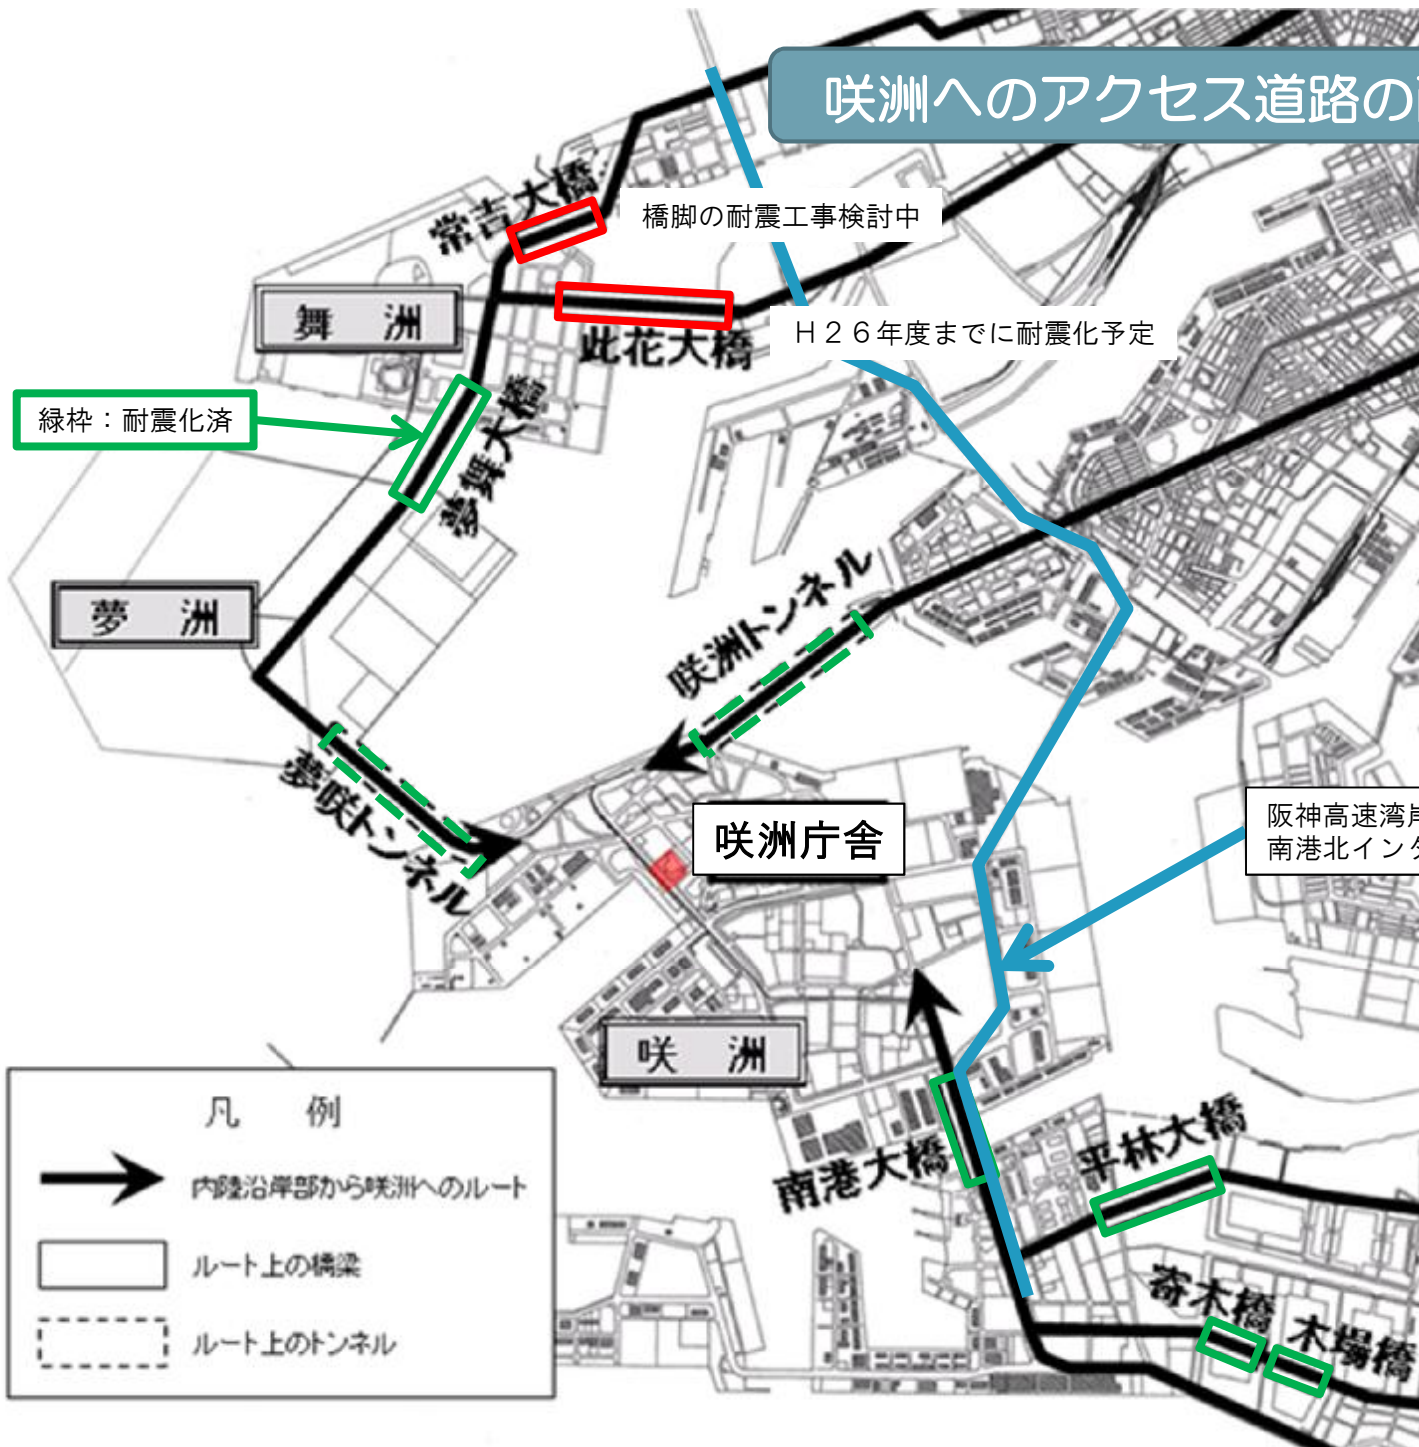 咲洲へのアクセス道路の
常吉大橋
橋脚の耐震工事検討中
舞 洲
此花大橋
H26年度までに耐震化予定
緑枠：耐震化済
夢舞大橋
夢 洲
咲洲トンネル
夢咲トンネル
咲洲庁舎
阪神高速湾岸
南港北イン
咲 洲
南港大橋
平林大橋
寄木橋
木場橋
凡 例
内陸沿岸部から咲洲へのルート
ルート上の橋梁
ルート上のトンネル